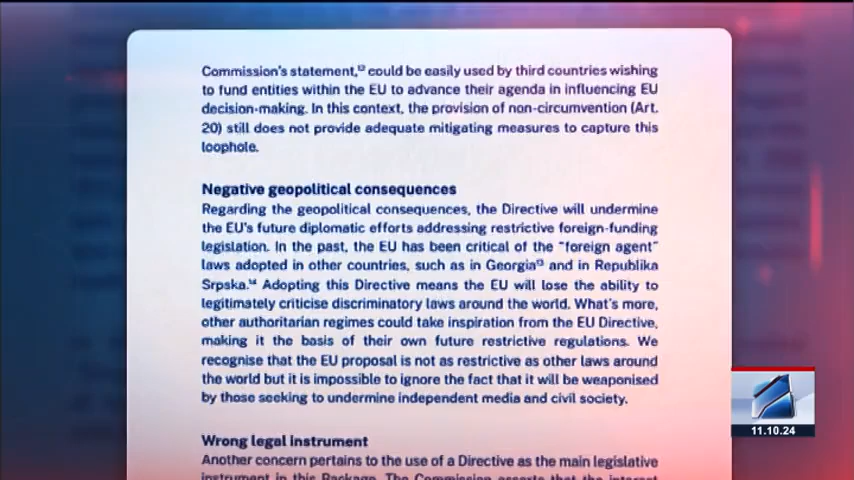 Commission's statement,¹² could be easily used by third countries wishing
to fund entities within the EU to advance their agenda in influencing EU
decision-making. In this context, the provision of non-circumvention (Art.
20) still does not provide adequate mitigating measures to capture this
loophole.
Negative geopolitical consequences
Regarding the geopolitical consequences, the Directive will undermine
the EU's future diplomatic efforts addressing restrictive foreign-funding
legislation. In the past, the EU has been critical of the "foreign agent"
laws adopted in other countries, such as in Georgia¹³ and in Republika
Srpska.¹⁴ Adopting this Directive means the EU will lose the ability to
legitimately criticise discriminatory laws around the world. What's more,
other authoritarian regimes could take inspiration from the EU Directive,
making it the basis of their own future restrictive regulations. We
recognise that the EU proposal is not as restrictive as other laws around
the world but it is impossible to ignore the fact that it will be weaponised
by those seeking to undermine independent media and civil society.
Wrong legal instrument
Another concern pertains to the use of a Directive as the main legislative
instrument in this Package. The Commission asserts that the interest
11.10.24